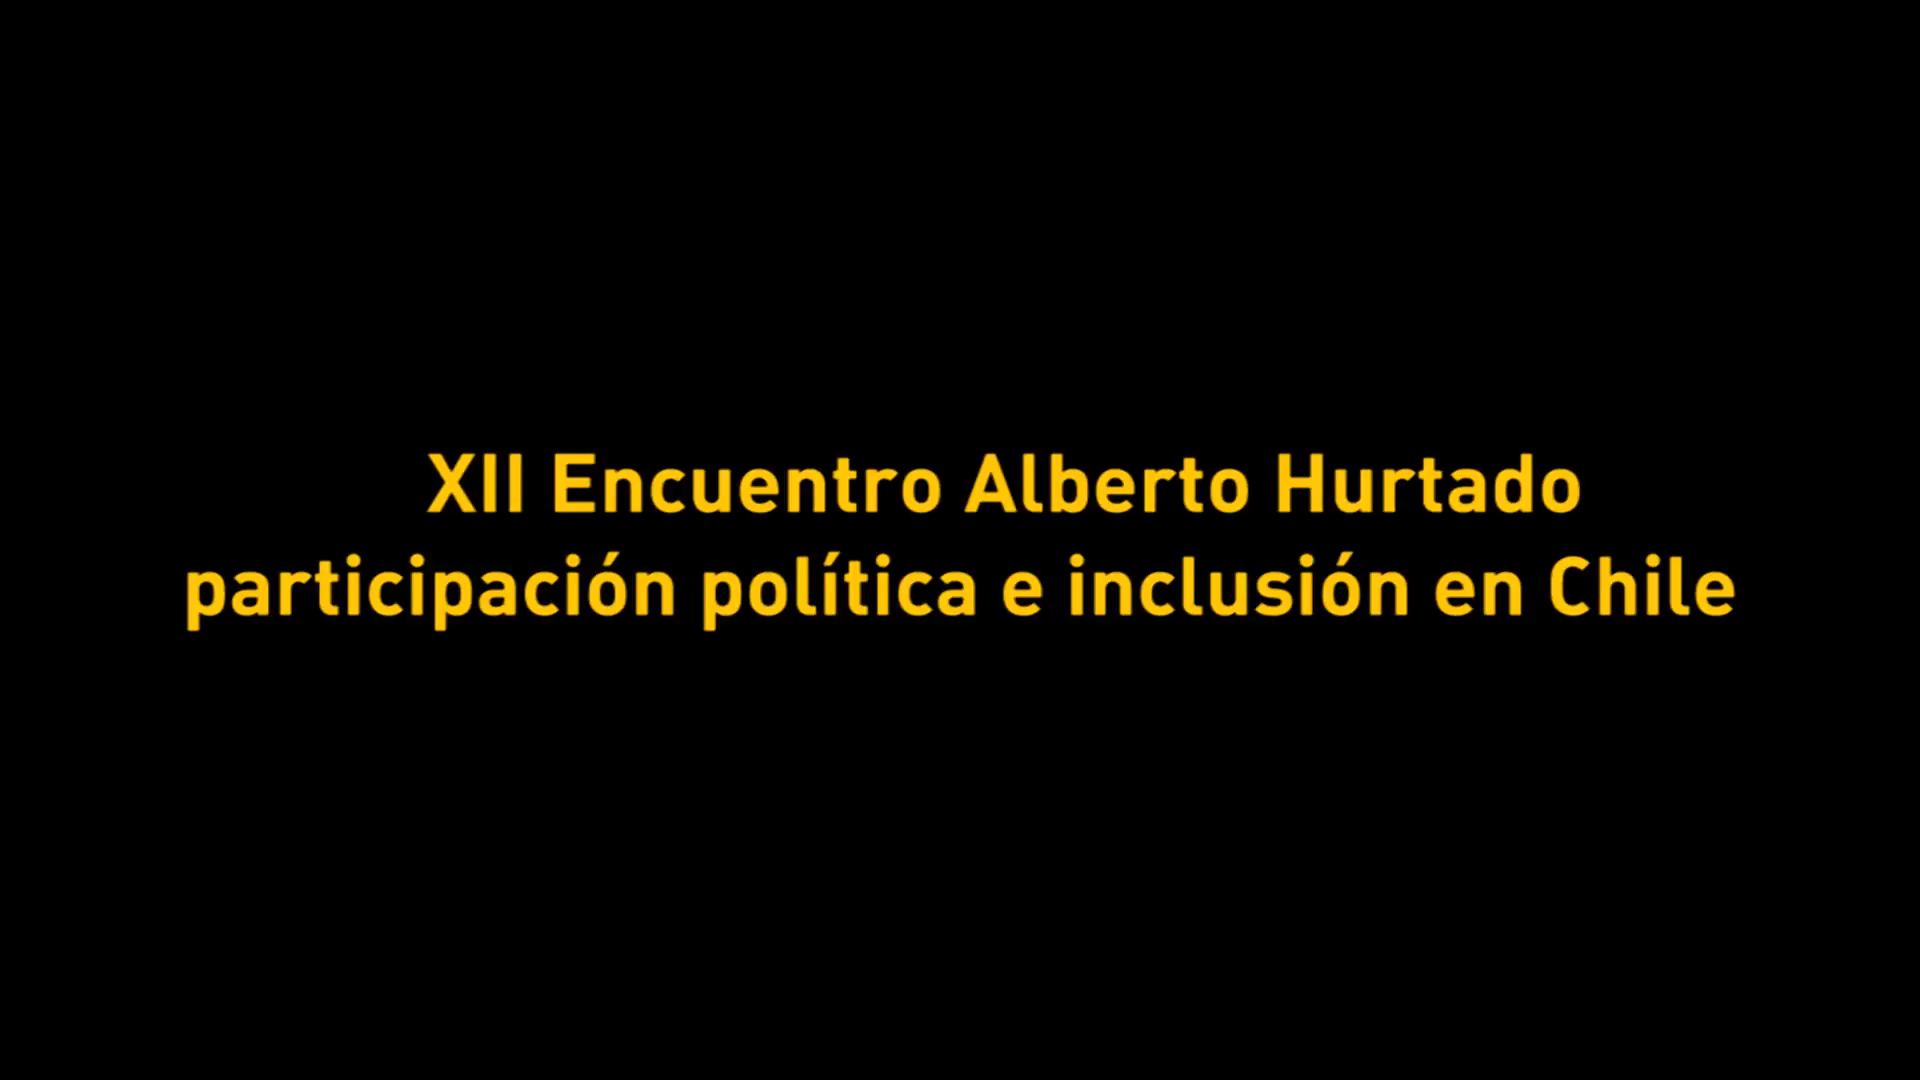 XII Encuentro Alberto Hurtado
participación política e inclusión en Chile